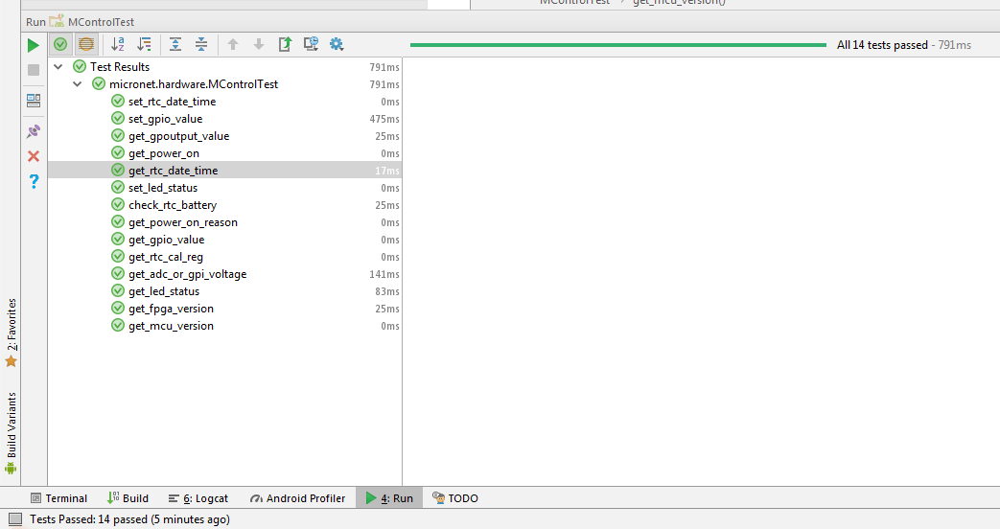 MControlTest › get_mcu_version()
Run MControlTest
All 14 tests passed - 791ms
Test Results 791ms
micronet.hardware.MControlTest 791ms
set_rtc_date_time 0ms
set_gpio_value 475ms
get_gpoutput_value 25ms
get_power_on 0ms
get_rtc_date_time 17ms
set_led_status 0ms
check_rtc_battery 25ms
get_power_on_reason 0ms
get_gpio_value 0ms
get_rtc_cal_reg 0ms
get_adc_or_gpi_voltage 141ms
get_led_status 83ms
get_fpga_version 25ms
get_mcu_version 0ms
2: Favorites
Build Variants
Terminal Build 6: Logcat Android Profiler 4: Run TODO
Tests Passed: 14 passed (5 minutes ago)